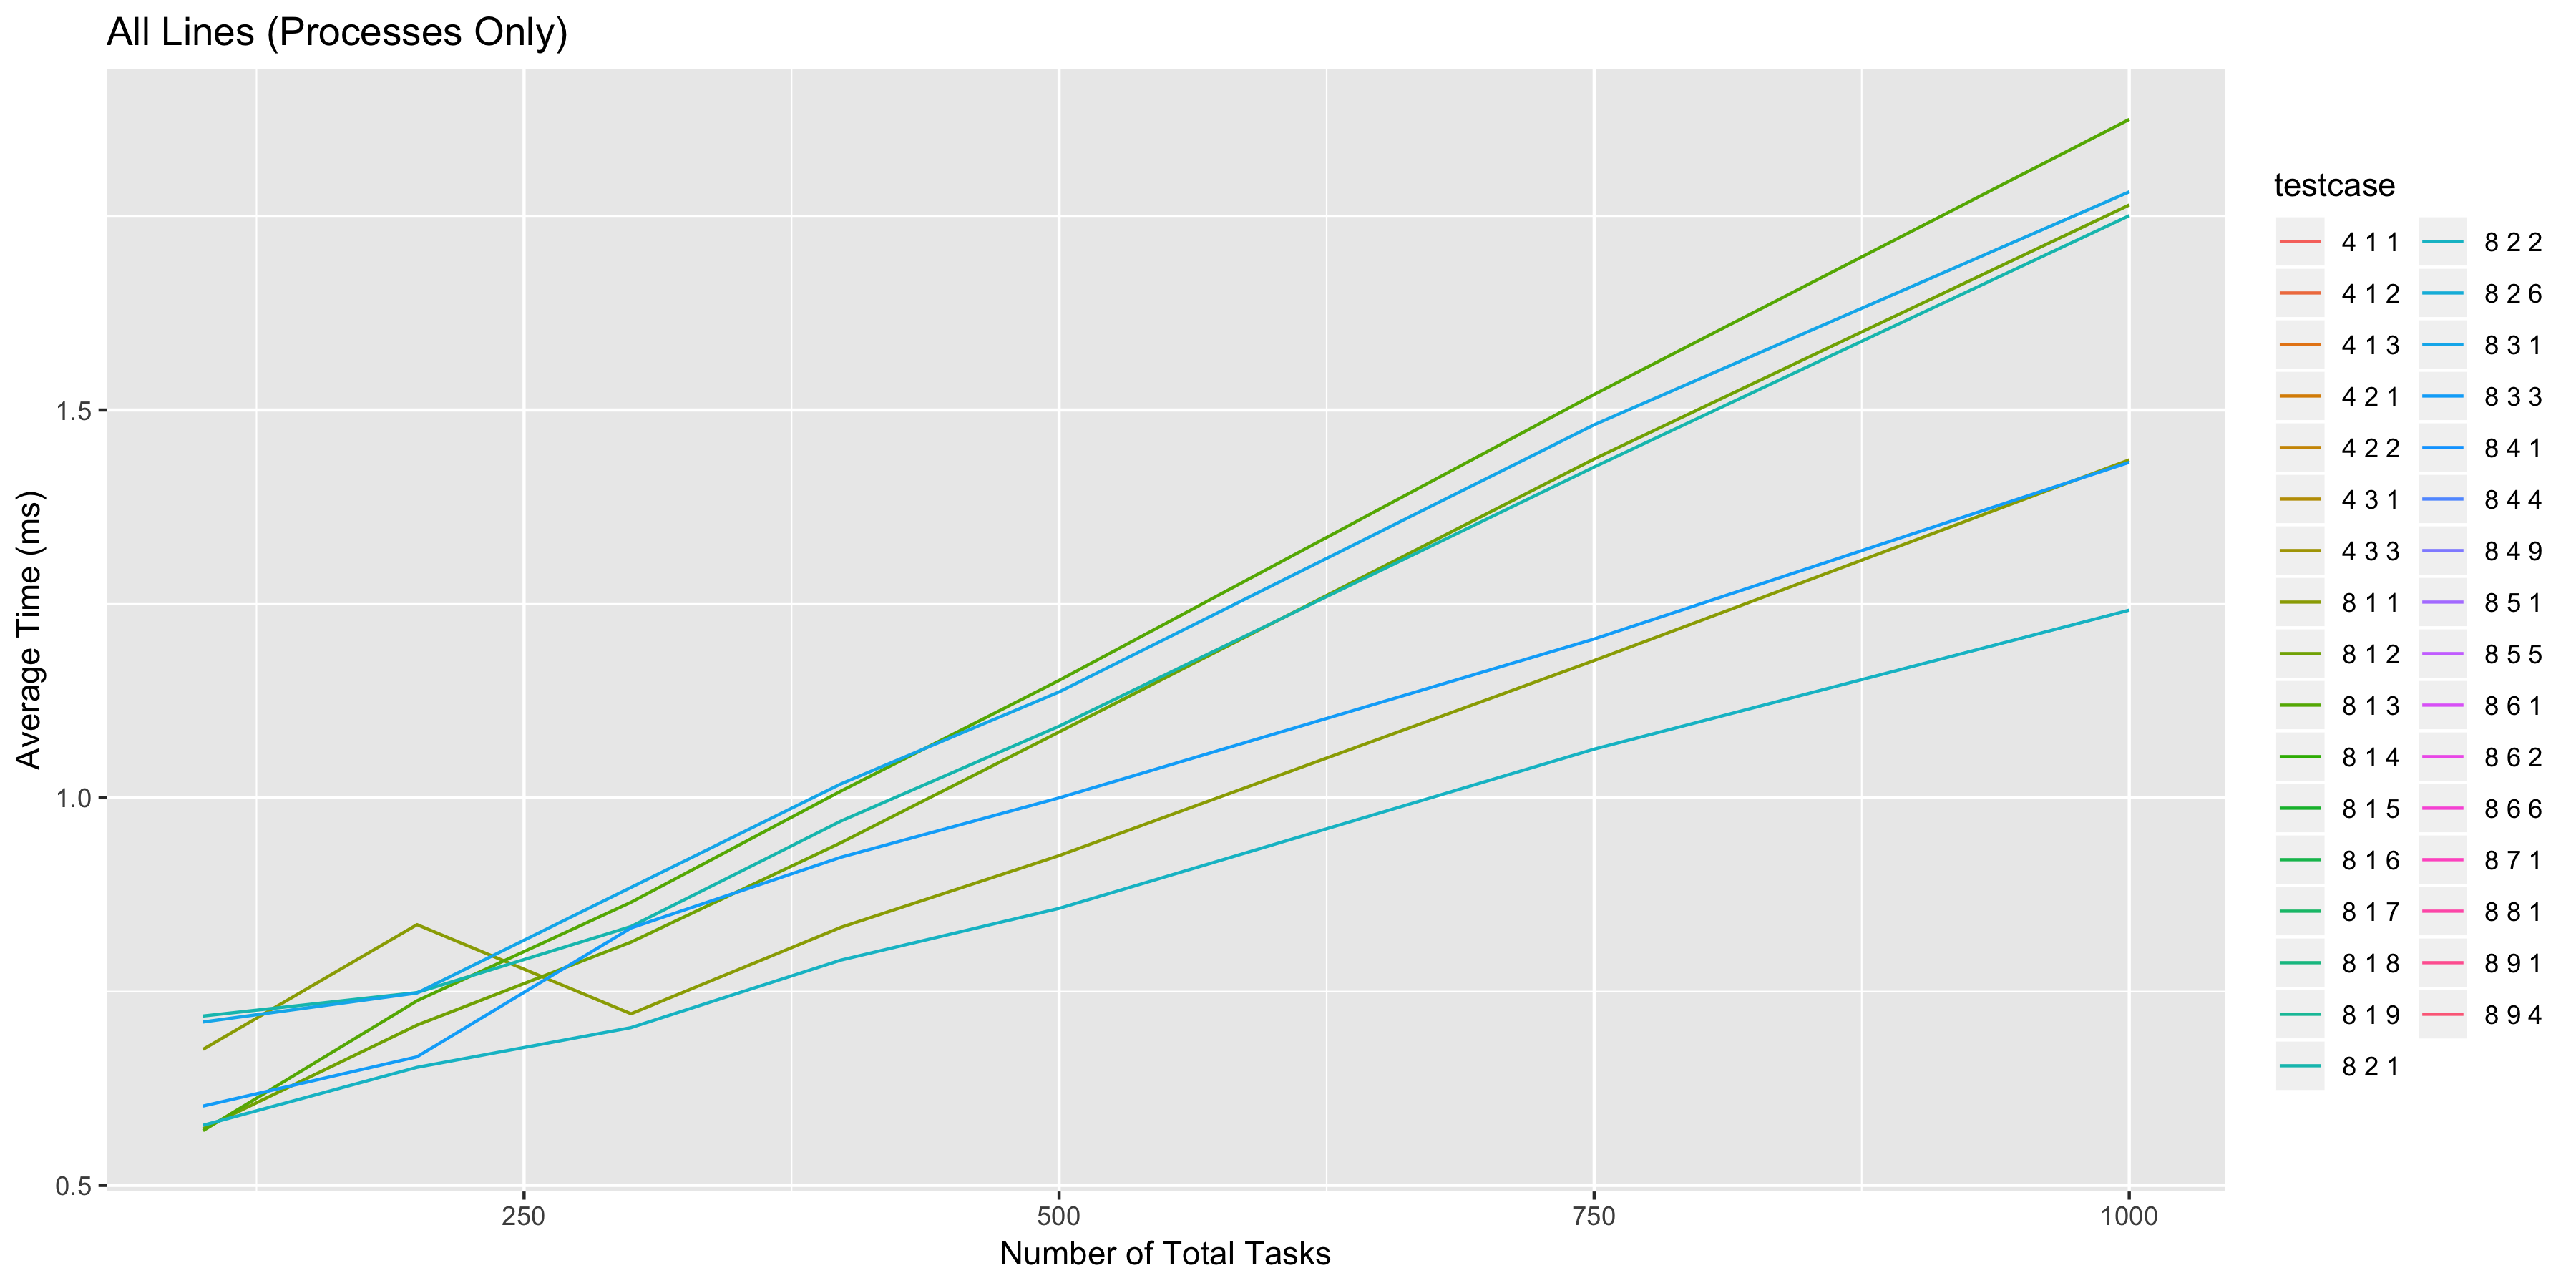 All Lines (Processes Only)
Average Time (ms)
1.5
1.0
0.5
250
500
750
1000
Number of Total Tasks
testcase
4 1 1
4 1 2
4 1 3
4 2 1
4 2 2
4 3 1
4 3 3
8 1 1
8 1 2
8 1 3
8 1 4
8 1 5
8 1 6
8 1 7
8 1 8
8 1 9
8 2 1
8 2 2
8 2 6
8 3 1
8 3 3
8 4 1
8 4 4
8 4 9
8 5 1
8 5 5
8 6 1
8 6 2
8 6 6
8 7 1
8 8 1
8 9 1
8 9 4